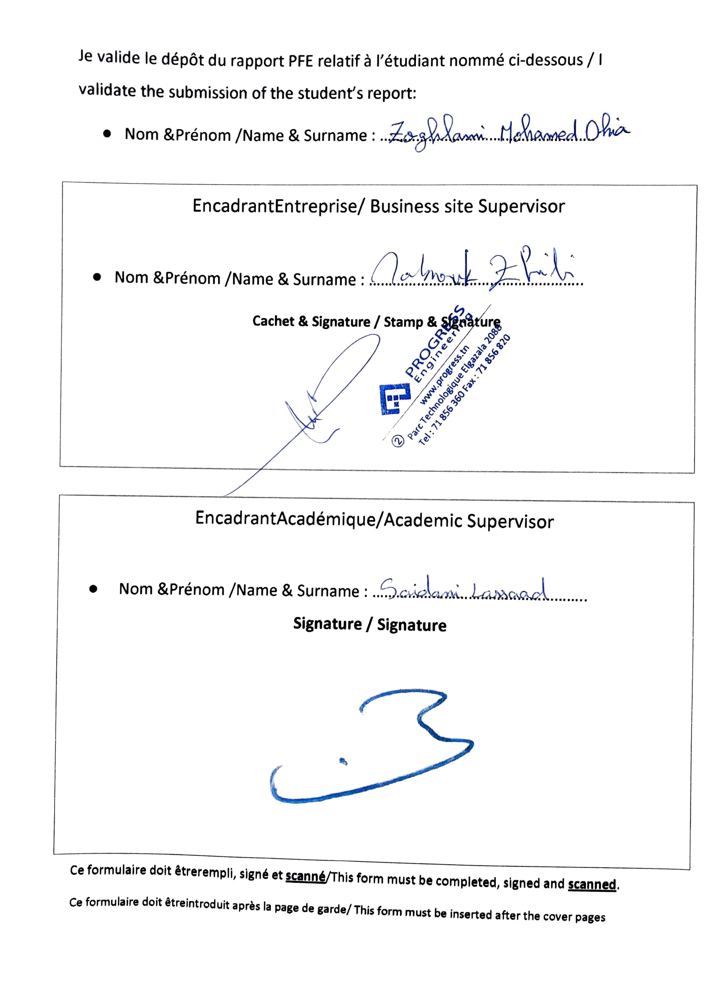 Je valide le dépôt du rapport PFE relatif à l'étudiant nommé ci-dessous / I
validate the submission of the student's report:
● Nom &Prénom /Name & Surname : Zoghlami Mohamed Dhia
EncadrantEntreprise/ Business site Supervisor
● Nom &Prénom /Name & Surname :
Cachet & Signature / Stamp & Signature
PROGRESS
Engineering
www.progress.tn
Parc Technologique Elgazala 2088
Tel : 71 856 360 Fax : 71 856 820
2
EncadrantAcadémique/Academic Supervisor
● Nom &Prénom /Name & Surname : Saidani Lassaad
Signature / Signature
Ce formulaire doit êtrerempli, signé et scanné/This form must be completed, signed and scanned.
Ce formulaire doit êtreintroduit après la page de garde/ This form must be inserted after the cover pages